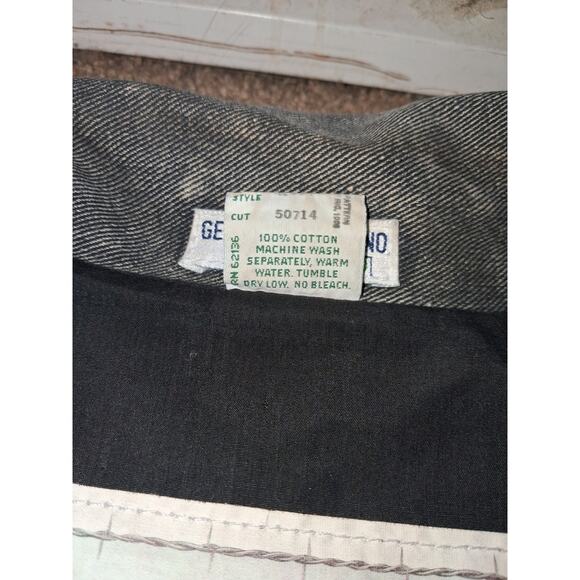 STYLE
CUT 50714
100% COTTON
MACHINE WASH
SEPARATELY, WARM
WATER. TUMBLE
DRY LOW. NO BLEACH.
RN 62136
GE
NO